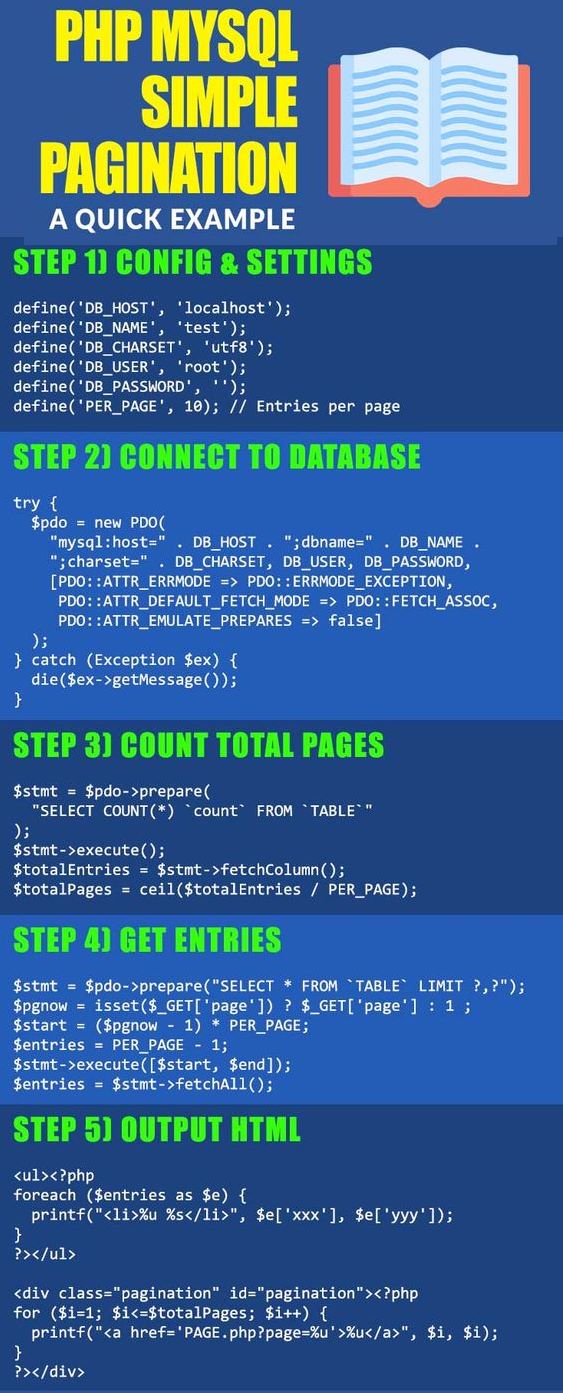 PHP MYSQL
SIMPLE
PAGINATION
A QUICK EXAMPLE
STEP 1) CONFIG & SETTINGS
define('DB_HOST', 'localhost');
define('DB_NAME', 'test');
define('DB_CHARSET', 'utf8');
define('DB_USER', 'root');
define('DB_PASSWORD', '');
define('PER_PAGE', 10); // Entries per page
STEP 2) CONNECT TO DATABASE
try {
  $pdo = new PDO(
    "mysql:host=" . DB_HOST . ";dbname=" . DB_NAME .
    ";charset=" . DB_CHARSET, DB_USER, DB_PASSWORD,
    [PDO::ATTR_ERRMODE => PDO::ERRMODE_EXCEPTION,
     PDO::ATTR_DEFAULT_FETCH_MODE => PDO::FETCH_ASSOC,
     PDO::ATTR_EMULATE_PREPARES => false]
  );
} catch (Exception $ex) {
  die($ex->getMessage());
}
STEP 3) COUNT TOTAL PAGES
$stmt = $pdo->prepare(
  "SELECT COUNT(*) `count` FROM `TABLE`"
);
$stmt->execute();
$totalEntries = $stmt->fetchColumn();
$totalPages = ceil($totalEntries / PER_PAGE);
STEP 4) GET ENTRIES
$stmt = $pdo->prepare("SELECT * FROM `TABLE` LIMIT ?,?");
$pgnow = isset($_GET['page']) ? $_GET['page'] : 1 ;
$start = ($pgnow - 1) * PER_PAGE;
$entries = PER_PAGE - 1;
$stmt->execute([$start, $end]);
$entries = $stmt->fetchAll();
STEP 5) OUTPUT HTML
<ul><?php
foreach ($entries as $e) {
  printf("<li>%u %s</li>", $e['xxx'], $e['yyy']);
}
?></ul>
<div class="pagination" id="pagination"><?php
for ($i=1; $i<=$totalPages; $i++) {
  printf("<a href='PAGE.php?page=%u'>%u</a>", $i, $i);
}
?></div>